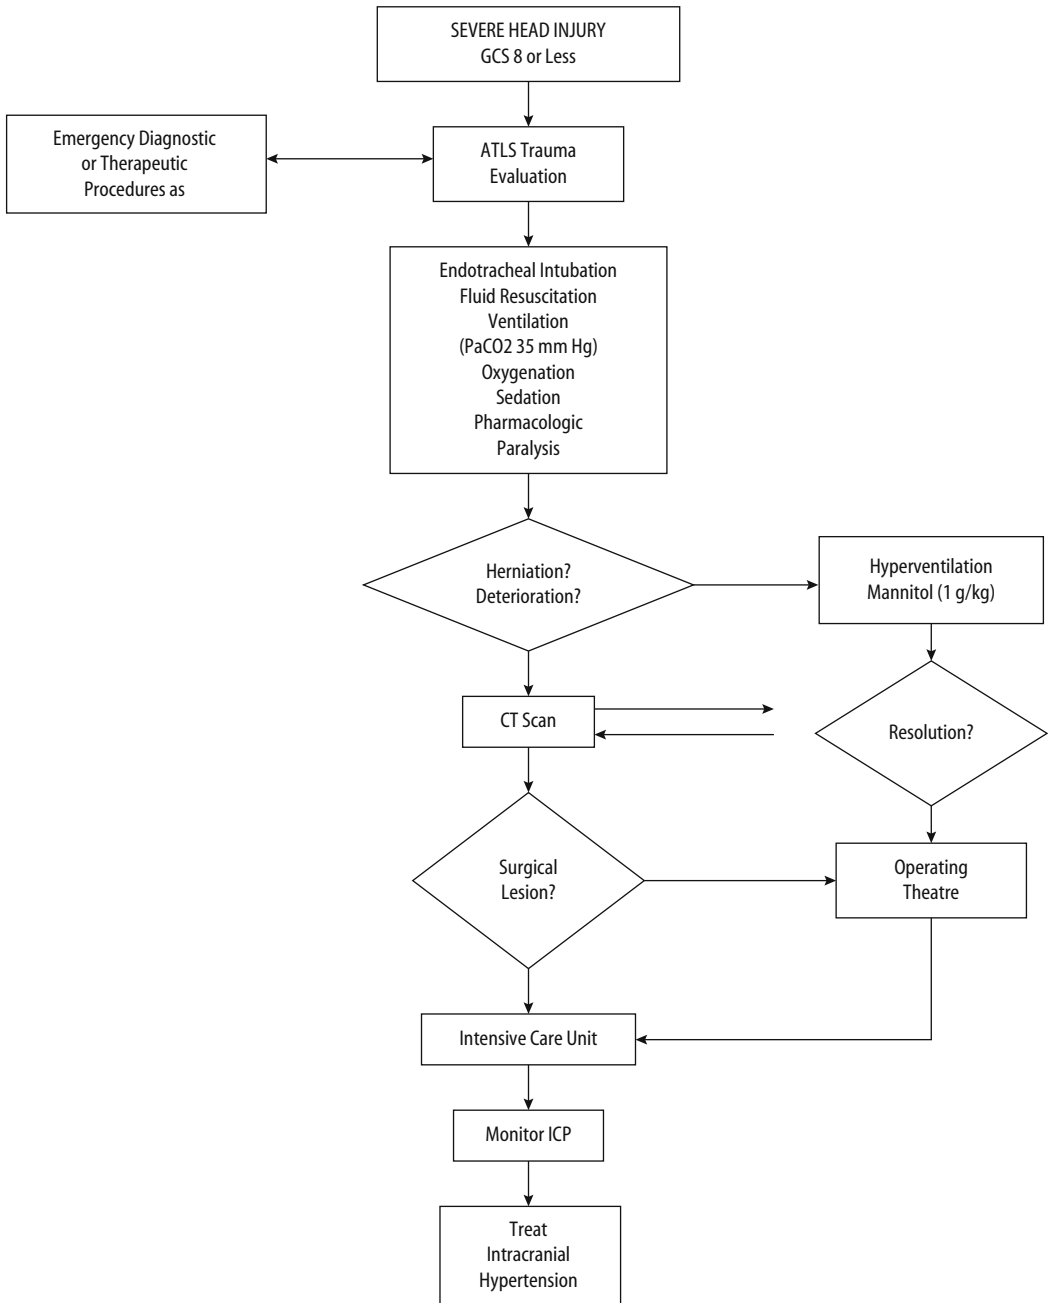 SEVERE HEAD INJURY
GCS 8 or Less
Emergency Diagnostic
or Therapeutic
Procedures as
ATLS Trauma
Evaluation
Endotracheal Intubation
Fluid Resuscitation
Ventilation
(PaCO2 35 mm Hg)
Oxygenation
Sedation
Pharmacologic
Paralysis
Herniation?
Deterioration?
Hyperventilation
Mannitol (1 g/kg)
CT Scan
Resolution?
Surgical
Lesion?
Operating
Theatre
Intensive Care Unit
Monitor ICP
Treat
Intracranial
Hypertension